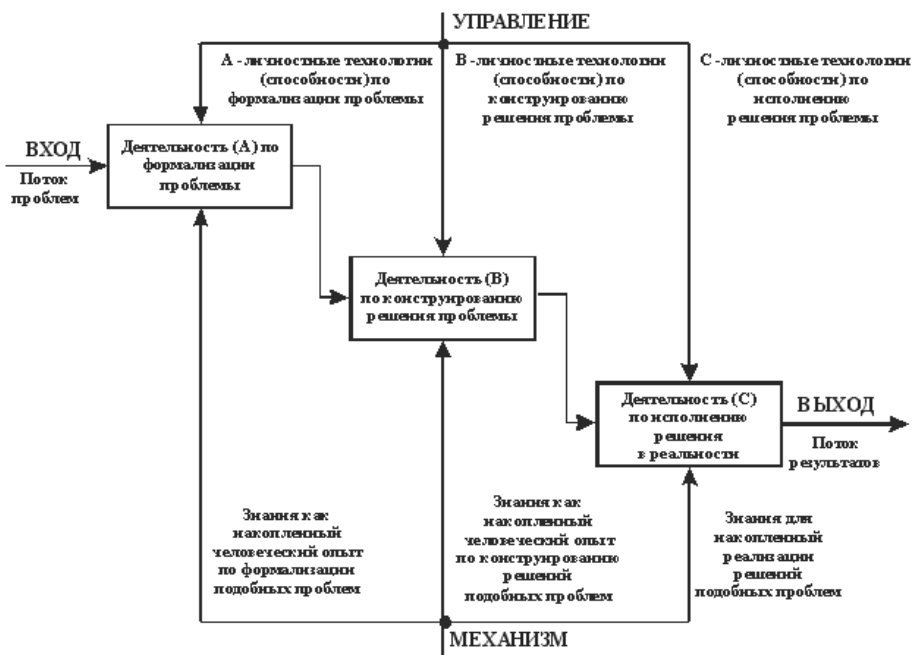 УПРАВЛЕНИЕ
А -личностные технологии
(способности) по
формализации проблемы
В -личностные технологии
(способности) по
конструированию
решения проблемы
С -личностные технологии
(способности) по
исполнению
решения проблемы
ВХОД
Поток
проблем
Деятельность (А) по
формализации
проблемы
Деятельность (В)
по конструированию
решения проблемы
Деятельность (С)
по исполнению
решения
в реальности
ВЫХОД
Поток
результатов
Знания как
накопленный
человеческий опыт
по формализации
подобных проблем
Знания как
накопленный
человеческий опыт
по конструированию
решений
подобных проблем
Знания для
накопленный
реализации
решений
подобных проблем
МЕХАНИЗМ